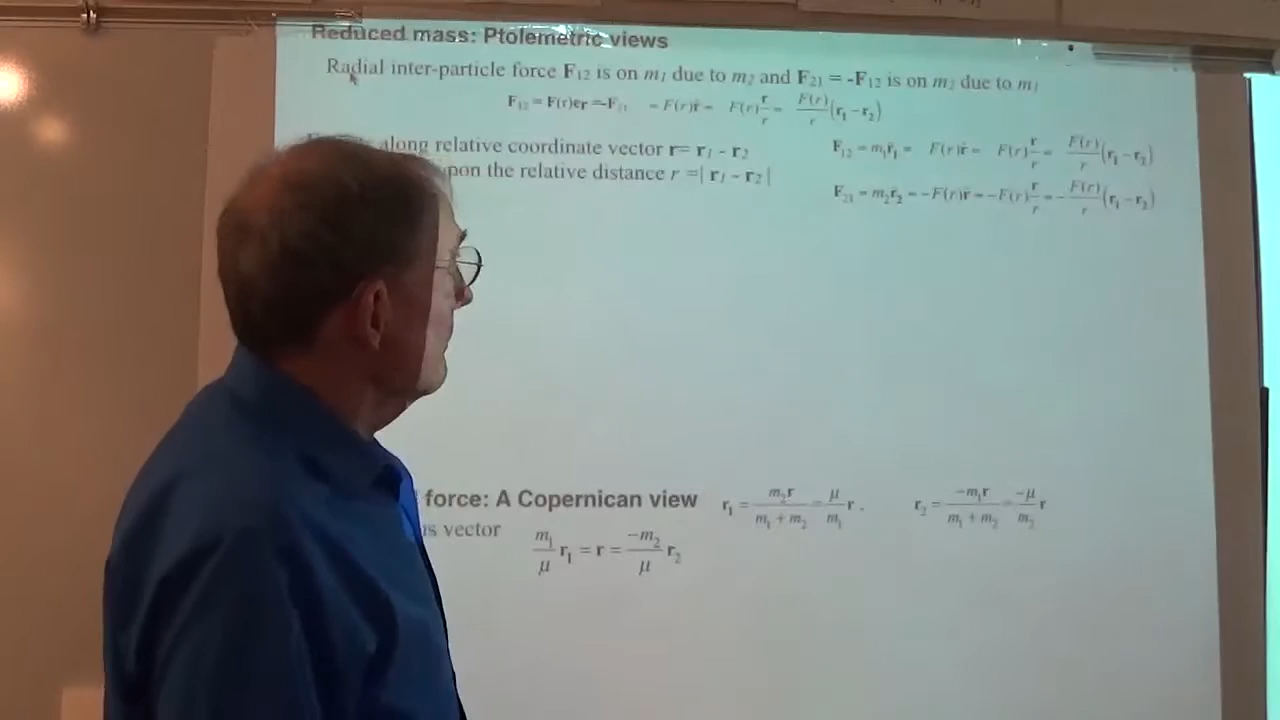 Reduced mass: Ptolemetric views
Radial inter-particle force F₁₂ is on m₁ due to m₂ and F₂₁ = -F₁₂ is on m₂ due to m₁
F₁₂ = F(r)eᵣ = -F₂₁ = F(r)r̂ = F(r) r/r = F(r)/r (r₁ - r₂)
along relative coordinate vector r = r₁ - r₂
upon the relative distance r = | r₁ - r₂ |
F₁₂ = m₁r̈₁ = F(r)r̂ = F(r) r/r = F(r)/r (r₁ - r₂)
F₂₁ = m₂r̈₂ = -F(r)r̂ = -F(r) r/r = - F(r)/r (r₁ - r₂)
force: A Copernican view
r₁ = m₂r/(m₁ + m₂) = μ/m₁ r .
r₂ = -m₁r/(m₁ + m₂) = -μ/m₂ r
vector
m₁/μ r₁ = r = -m₂/μ r₂